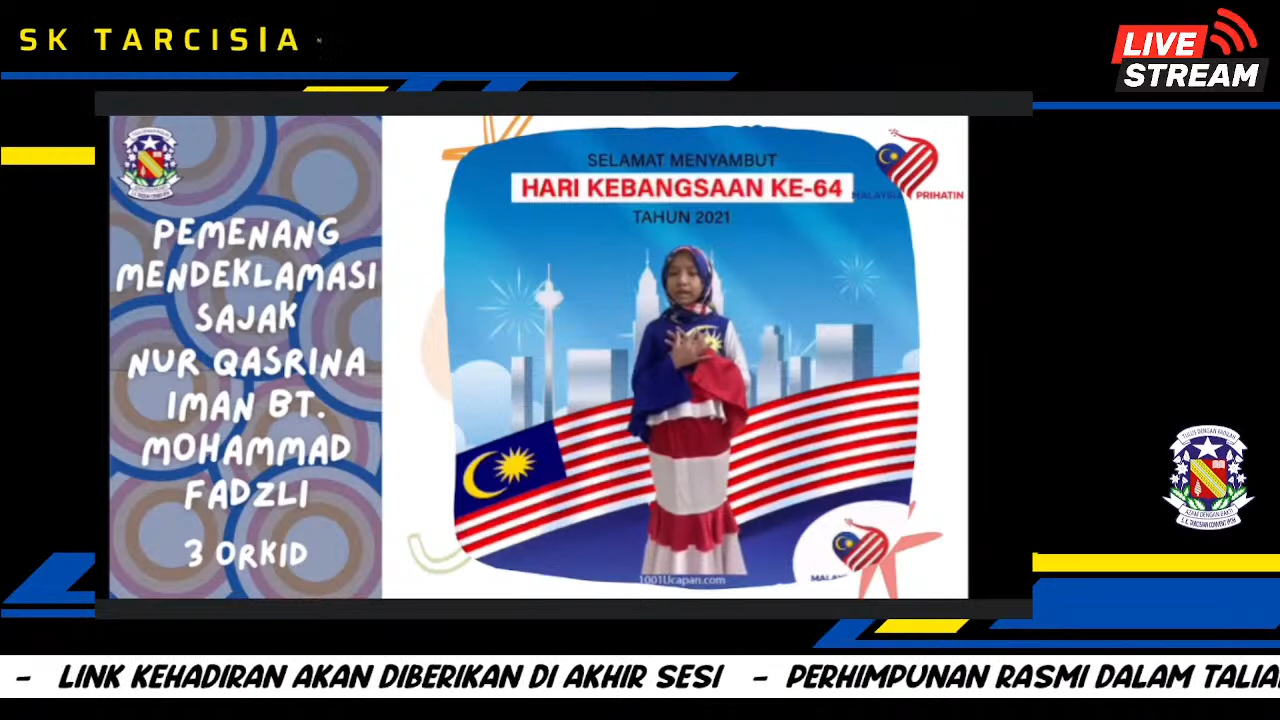 SK TARCISIA
LIVE
STREAM
PEMENANG
MENDEKLAMASI
SAJAK
NUR QASRINA
IMAN BT.
MOHAMMAD
FADZLI
3 ORKID
SELAMAT MENYAMBUT
HARI KEBANGSAAN KE-64
TAHUN 2021
MALAYSIA PRIHATIN
1001Ucapan.com
- LINK KEHADIRAN AKAN DIBERIKAN DI AKHIR SESI - PERHIMPUNAN RASMI DALAM TALIA